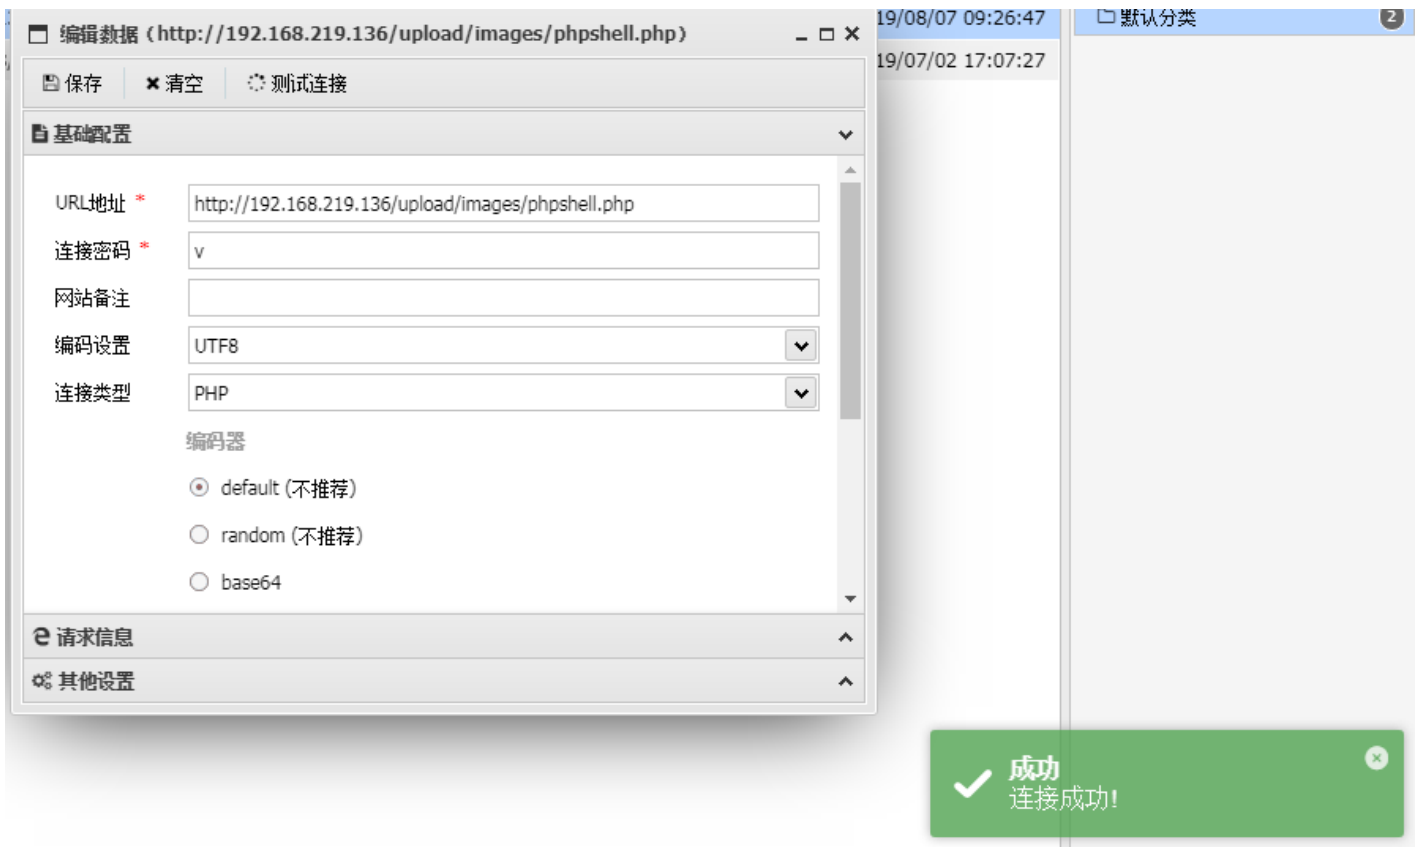 编辑数据 (http://192.168.219.136/upload/images/phpshell.php)
19/08/07 09:26:47
默认分类
2
19/07/02 17:07:27
保存
清空
测试连接
基础配置
URL地址 *
http://192.168.219.136/upload/images/phpshell.php
连接密码 *
v
网站备注
编码设置
UTF8
连接类型
PHP
编码器
default (不推荐)
random (不推荐)
base64
请求信息
其他设置
成功
连接成功!